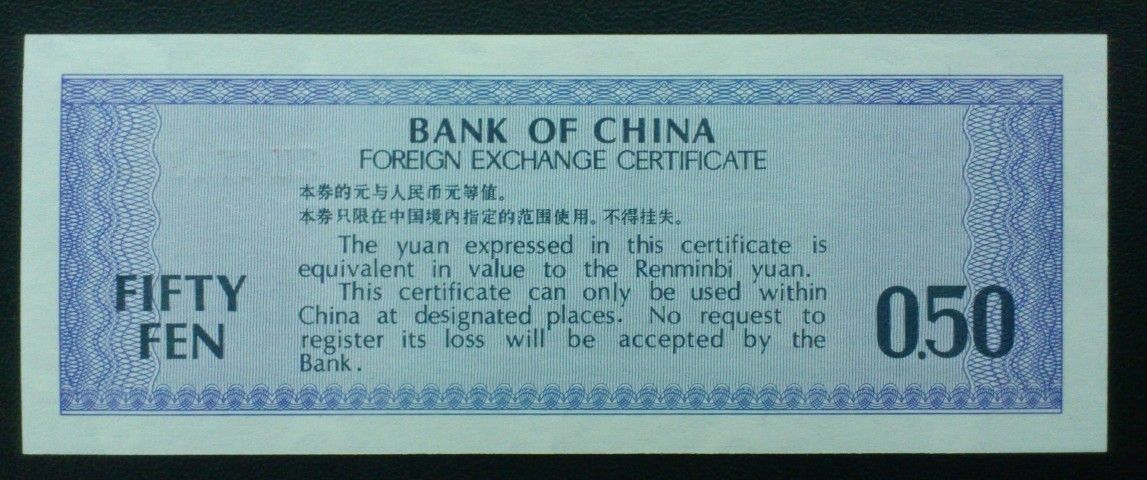 BANK OF CHINA
FOREIGN EXCHANGE CERTIFICATE
本券的元与人民币元等值。
本券只限在中国境内指定的范围使用。不得挂失。
The yuan expressed in this certificate is
equivalent in value to the Renminbi yuan.
This certificate can only be used within
China at designated places. No request to
register its loss will be accepted by the
Bank.
FIFTY
FEN
0.50